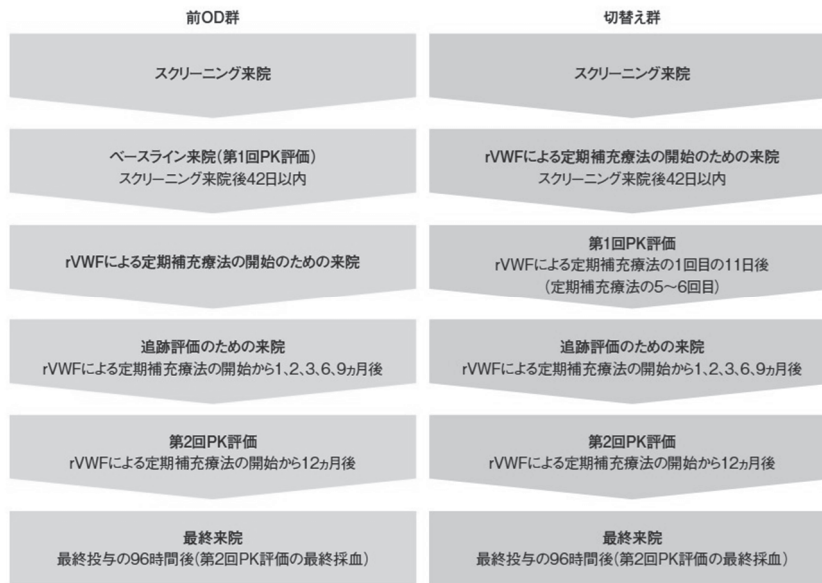 前OD群
スクリーニング来院
ベースライン来院(第1回PK評価)
スクリーニング来院後42日以内
rVWFによる定期補充療法の開始のための来院
追跡評価のための来院
rVWFによる定期補充療法の開始から1、2、3、6、9ヵ月後
第2回PK評価
rVWFによる定期補充療法の開始から12ヵ月後
最終来院
最終投与の96時間後(第2回PK評価の最終採血)
切替え群
スクリーニング来院
rVWFによる定期補充療法の開始のための来院
スクリーニング来院後42日以内
第1回PK評価
rVWFによる定期補充療法の1回目の11日後
(定期補充療法の5〜6回目)
追跡評価のための来院
rVWFによる定期補充療法の開始から1、2、3、6、9ヵ月後
第2回PK評価
rVWFによる定期補充療法の開始から12ヵ月後
最終来院
最終投与の96時間後(第2回PK評価の最終採血)